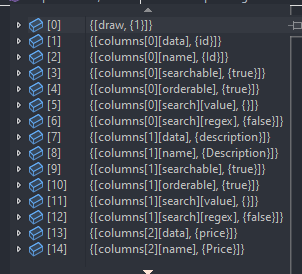 [0] {[draw, {1}]}
[1] {[columns[0][data], {id}]}
[2] {[columns[0][name], {Id}]}
[3] {[columns[0][searchable], {true}]}
[4] {[columns[0][orderable], {true}]}
[5] {[columns[0][search][value], {}]}
[6] {[columns[0][search][regex], {false}]}
[7] {[columns[1][data], {description}]}
[8] {[columns[1][name], {Description}]}
[9] {[columns[1][searchable], {true}]}
[10] {[columns[1][orderable], {true}]}
[11] {[columns[1][search][value], {}]}
[12] {[columns[1][search][regex], {false}]}
[13] {[columns[2][data], {price}]}
[14] {[columns[2][name], {Price}]}